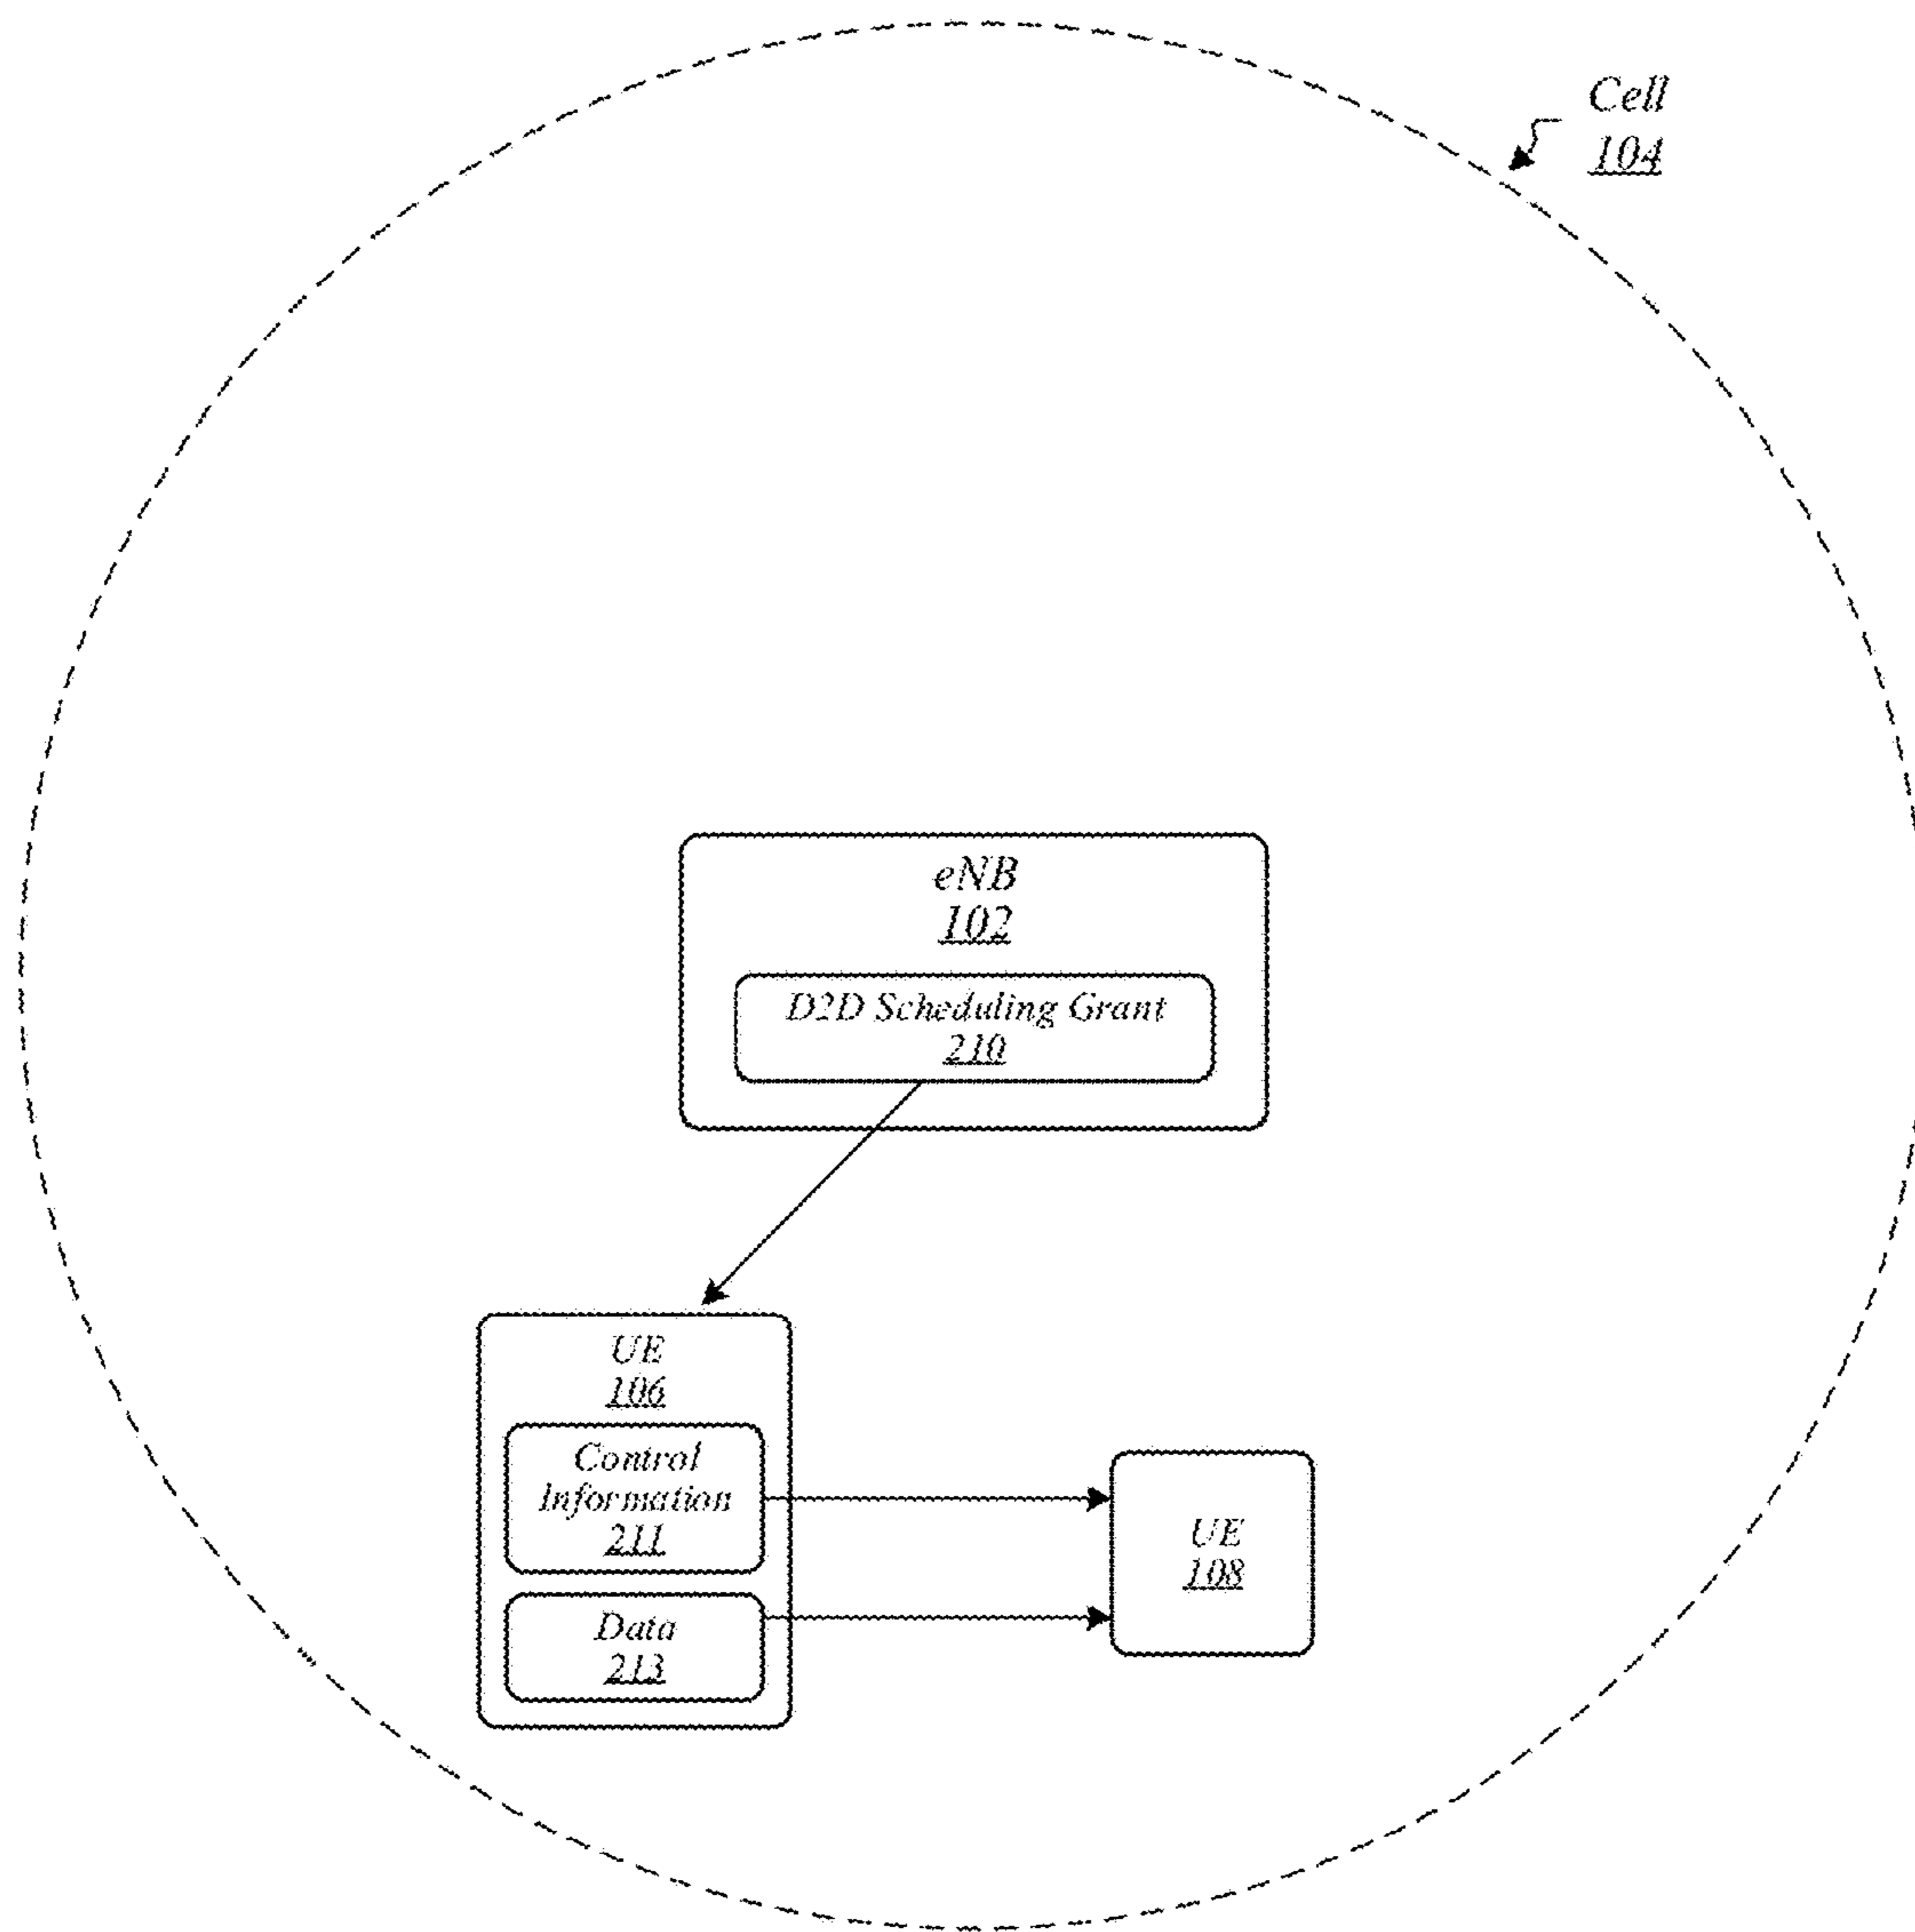 Cell
104
eNB
102
D2D Scheduling Grant
210
UE
106
Control
Information
211
Data
213
UE
108